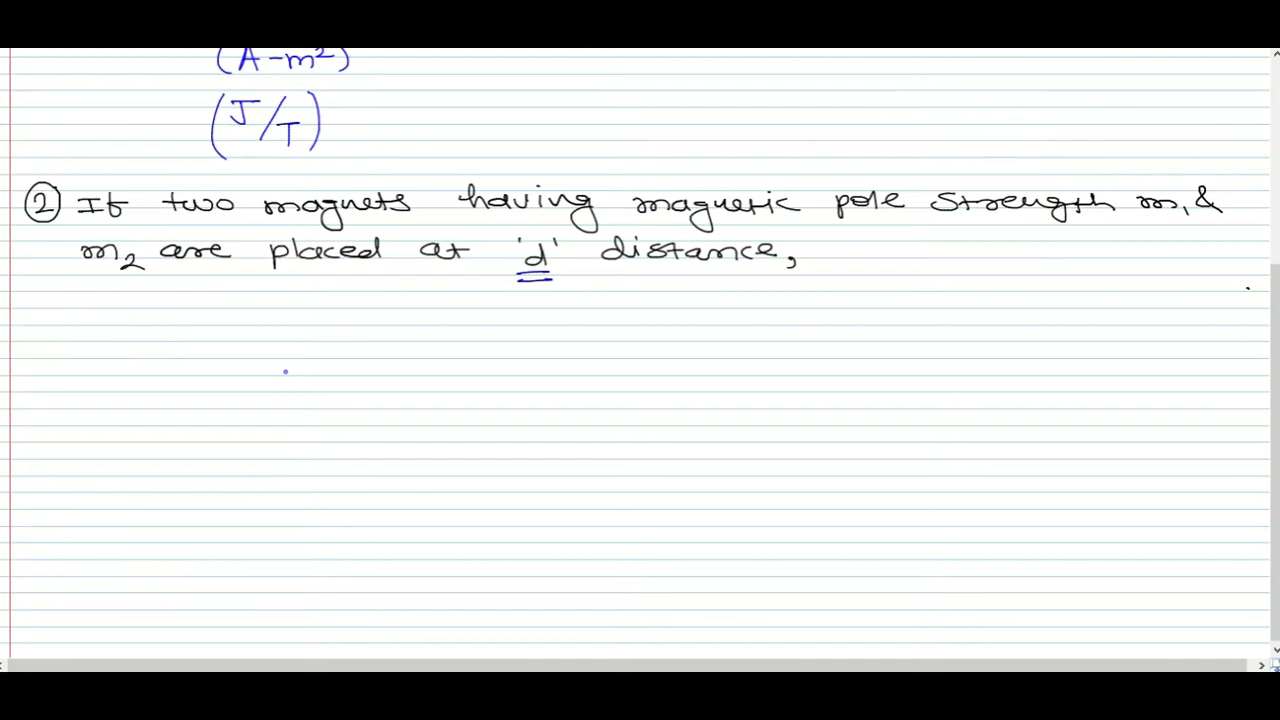 (A-m²)
(J/T)
② If two magnets having magnetic pole strength m₁ &
m₂ are placed at 'd' distance,